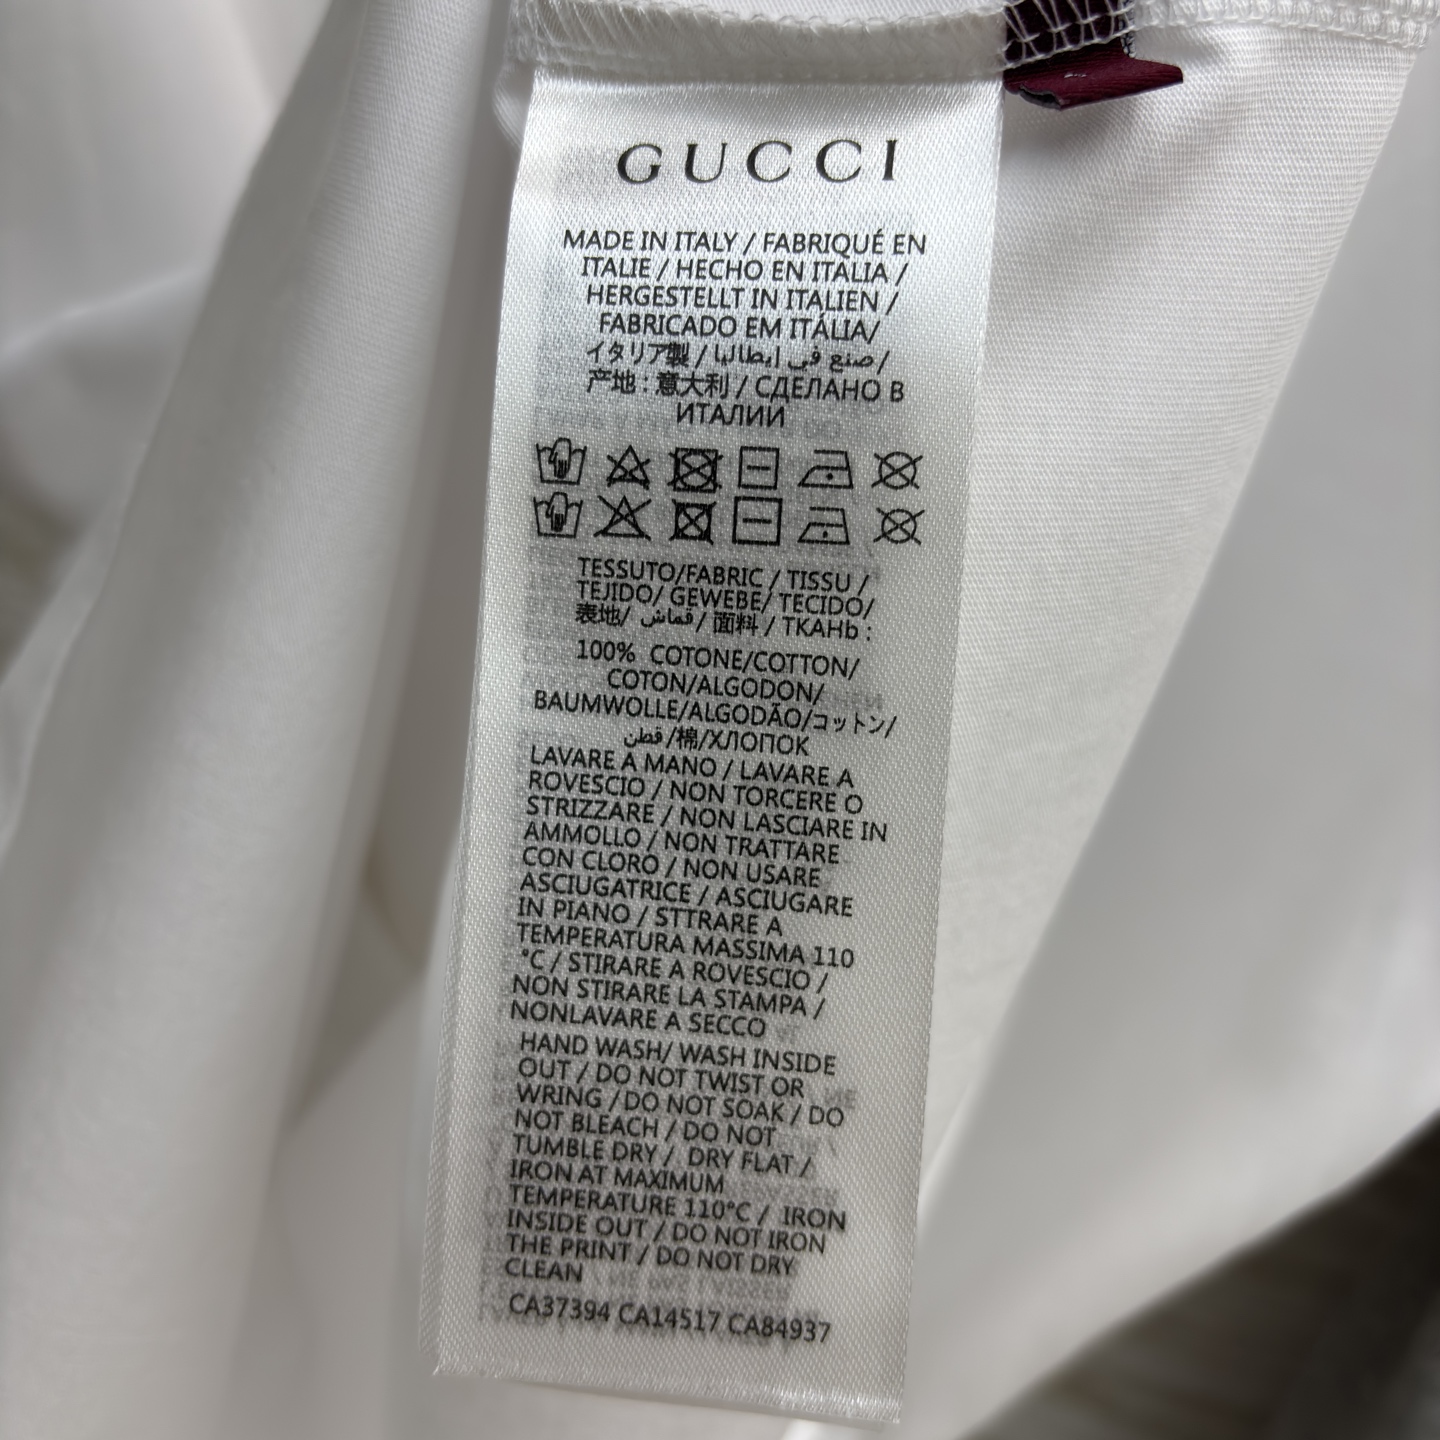 GUCCI
MADE IN ITALY / FABRIQUÉ EN
ITALIE / HECHO EN ITALIA /
HERGESTELLT IN ITALIEN /
FABRICADO EM ITÁLIA/
イタリア製 / صنع في إيطاليا /
产地 : 意大利 / СДЕЛАНО В
ИТАЛИИ
TESSUTO/FABRIC / TISSU /
TEJIDO/ GEWEBE/ TECIDO/
表地/ قماش / 面料 / TKAHb :
100% COTONE/COTTON/
COTON/ALGODON/
BAUMWOLLE/ALGODÃO/コットン/
قطن /棉/ХЛОПОК
LAVARE A MANO / LAVARE A
ROVESCIO / NON TORCERE O
STRIZZARE / NON LASCIARE IN
AMMOLLO / NON TRATTARE
CON CLORO / NON USARE
ASCIUGATRICE / ASCIUGARE
IN PIANO / STTRARE A
TEMPERATURA MASSIMA 110
°C / STIRARE A ROVESCIO /
NON STIRARE LA STAMPA /
NONLAVARE A SECCO
HAND WASH/ WASH INSIDE
OUT / DO NOT TWIST OR
WRING / DO NOT SOAK / DO
NOT BLEACH / DO NOT
TUMBLE DRY / DRY FLAT /
IRON AT MAXIMUM
TEMPERATURE 110°C / IRON
INSIDE OUT / DO NOT IRON
THE PRINT / DO NOT DRY
CLEAN
CA37394 CA14517 CA84937